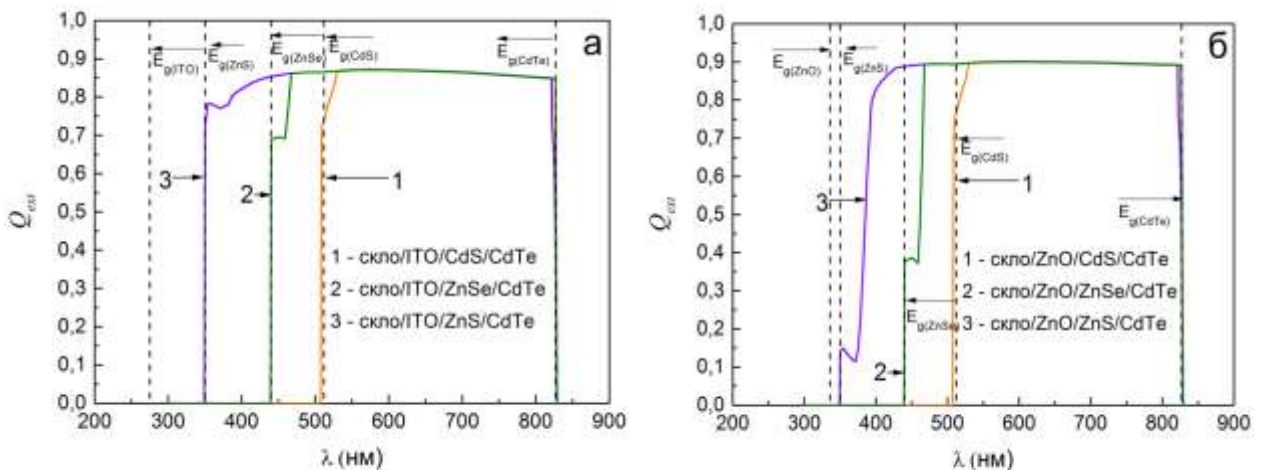 а
E_g(ITO)
E_g(ZnS)
E_g(ZnSe)
E_g(CdS)
E_g(CdTe)
1,0
0,9
0,8
0,7
0,6
0,5
0,4
0,3
0,2
0,1
0,0
Q_ext
3
2
1
1 - скло/ITO/CdS/CdTe
2 - скло/ITO/ZnSe/CdTe
3 - скло/ITO/ZnS/CdTe
200 300 400 500 600 700 800 900
λ (нм)
б
E_g(ZnO)
E_g(ZnS)
E_g(CdS)
E_g(CdTe)
E_g(ZnSe)
1,0
0,9
0,8
0,7
0,6
0,5
0,4
0,3
0,2
0,1
0,0
Q_ext
3
1
2
1 - скло/ZnO/CdS/CdTe
2 - скло/ZnO/ZnSe/CdTe
3 - скло/ZnO/ZnS/CdTe
200 300 400 500 600 700 800 900
λ (нм)